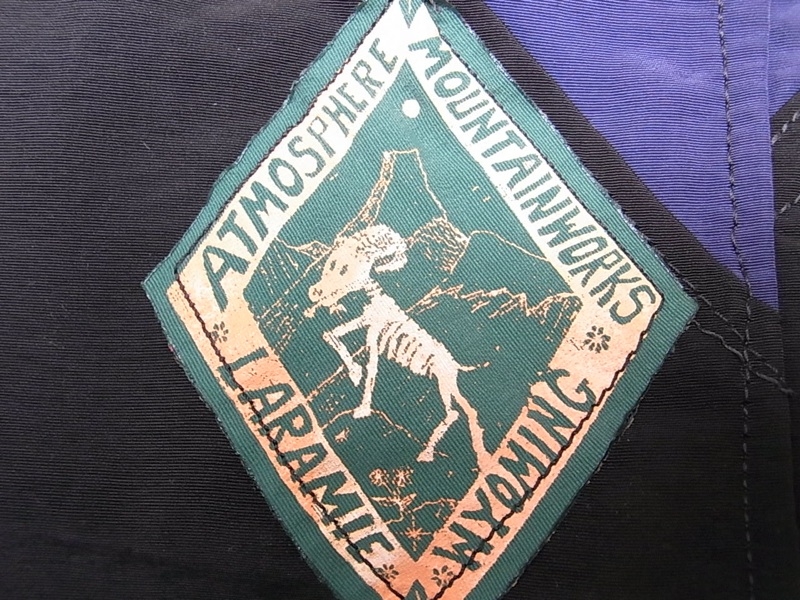 ATMOSPHERE
MOUNTAINWORKS
LARAMIE
WYOMING